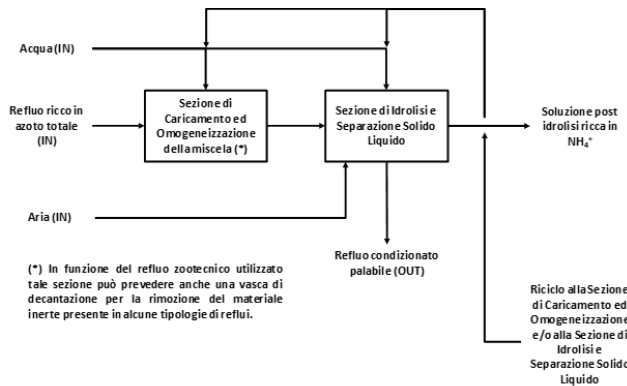 Acqua (IN)
Refluo ricco in
azoto totale
(IN)
Sezione di
Caricamento ed
Omogeneizzazione
della miscela (*)
Sezione di Idrolisi e
Separazione Solido
Liquido
Soluzione post
idrolisi ricca in
NH₄⁺
Aria (IN)
Refluo condizionato
palabile (OUT)
(*) In funzione del refluo zootecnico utilizzato
tale sezione può prevedere anche una vasca di
decantazione per la rimozione del materiale
inerte presente in alcune tipologie di reflui.
Riciclo alla Sezione
di Caricamento ed
Omogeneizzazione
e/o alla Sezione di
Idrolisi e
Separazione Solido
Liquido